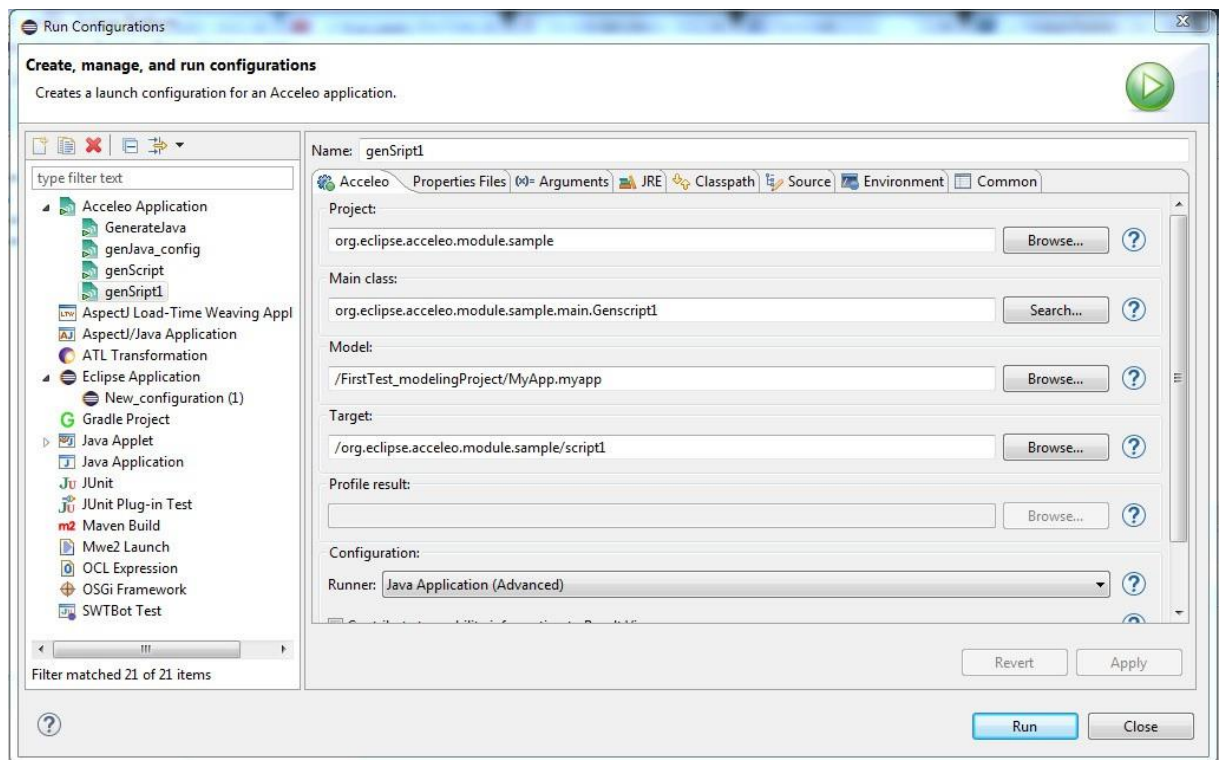 Run Configurations
Create, manage, and run configurations
Creates a launch configuration for an Acceleo application.
type filter text
Acceleo Application
GenerateJava
genJava_config
genScript
genSript1
LTW AspectJ Load-Time Weaving Appl
AJ AspectJ/Java Application
ATL Transformation
Eclipse Application
New_configuration (1)
G Gradle Project
Java Applet
J Java Application
Ju JUnit
Ju JUnit Plug-in Test
m2 Maven Build
Mwe2 Launch
OCL Expression
OSGi Framework
SWTBot Test
Filter matched 21 of 21 items
Name: genSript1
Acceleo Properties Files (x)= Arguments JRE Classpath Source Environment Common
Project:
org.eclipse.acceleo.module.sample Browse... ?
Main class:
org.eclipse.acceleo.module.sample.main.Genscript1 Search... ?
Model:
/FirstTest_modelingProject/MyApp.myapp Browse... ?
Target:
/org.eclipse.acceleo.module.sample/script1 Browse... ?
Profile result:
Browse... ?
Configuration:
Runner: Java Application (Advanced) ?
Revert Apply
? Run Close